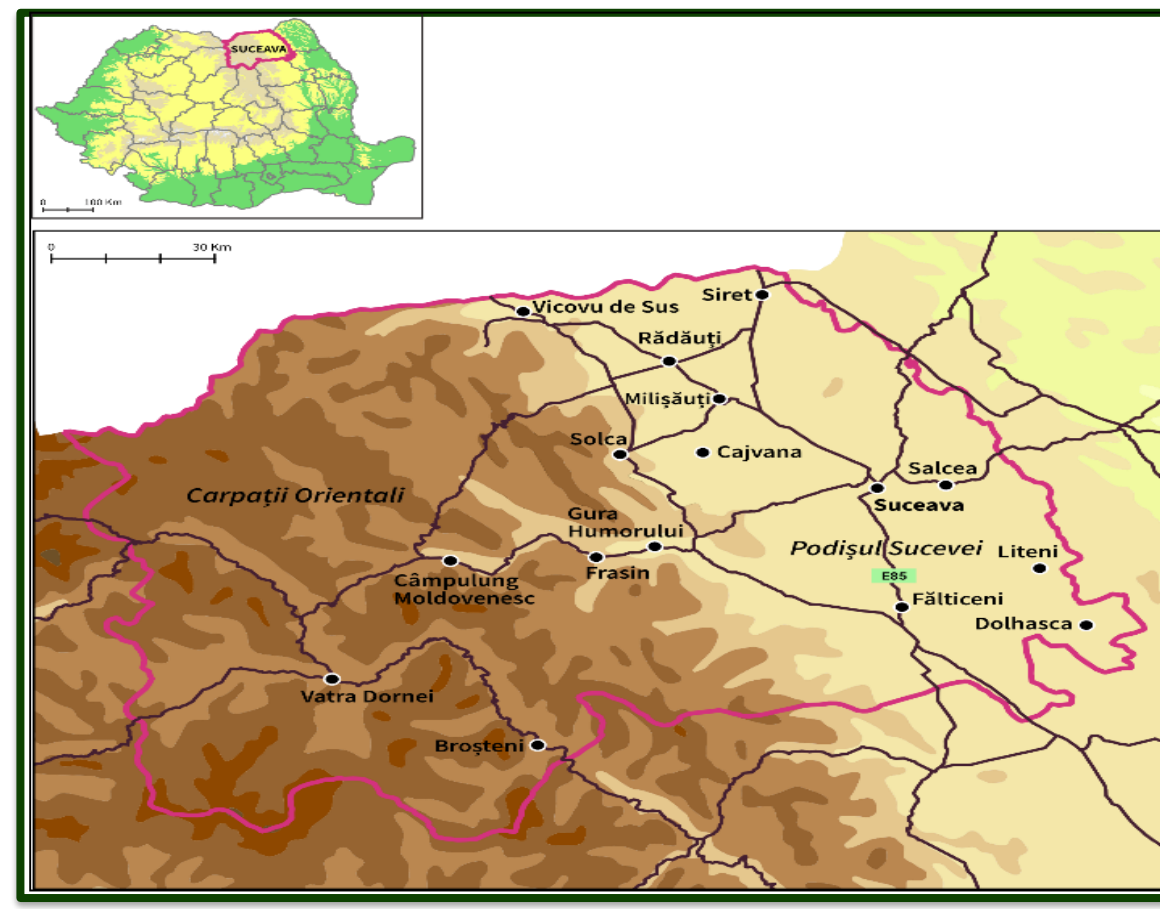 SUCEAVA
0 100 Km
0 30 Km
Siret
Vicovu de Sus
Rădăuți
Milișăuți
Solca
Cajvana
Salcea
Carpații Orientali
Suceava
Gura
Humorului
Podișul Sucevei
Liteni
Frasin
E85
Câmpulung
Moldovenesc
Fălticeni
Dolhasca
Vatra Dornei
Broșteni